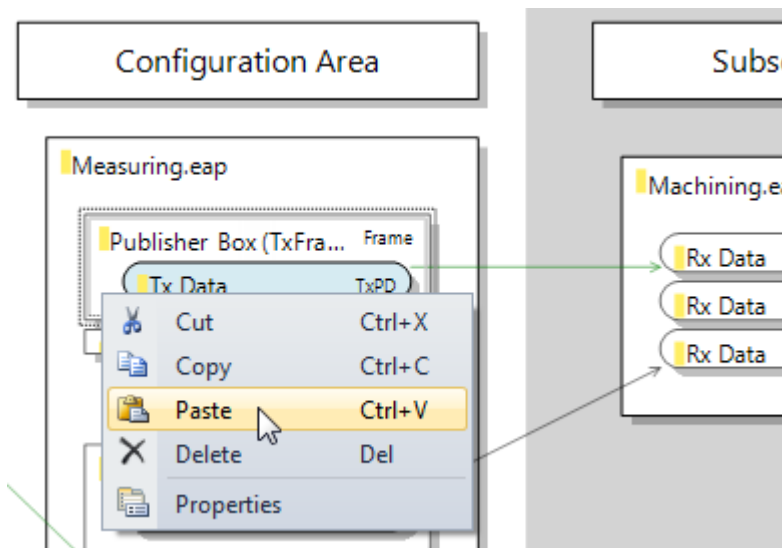 Configuration Area
Subs
Measuring.eap
Publisher Box (TxFra... Frame
Tx Data TxPD
Cut Ctrl+X
Copy Ctrl+C
Paste Ctrl+V
Delete Del
Properties
Machining.ea
Rx Data
Rx Data
Rx Data